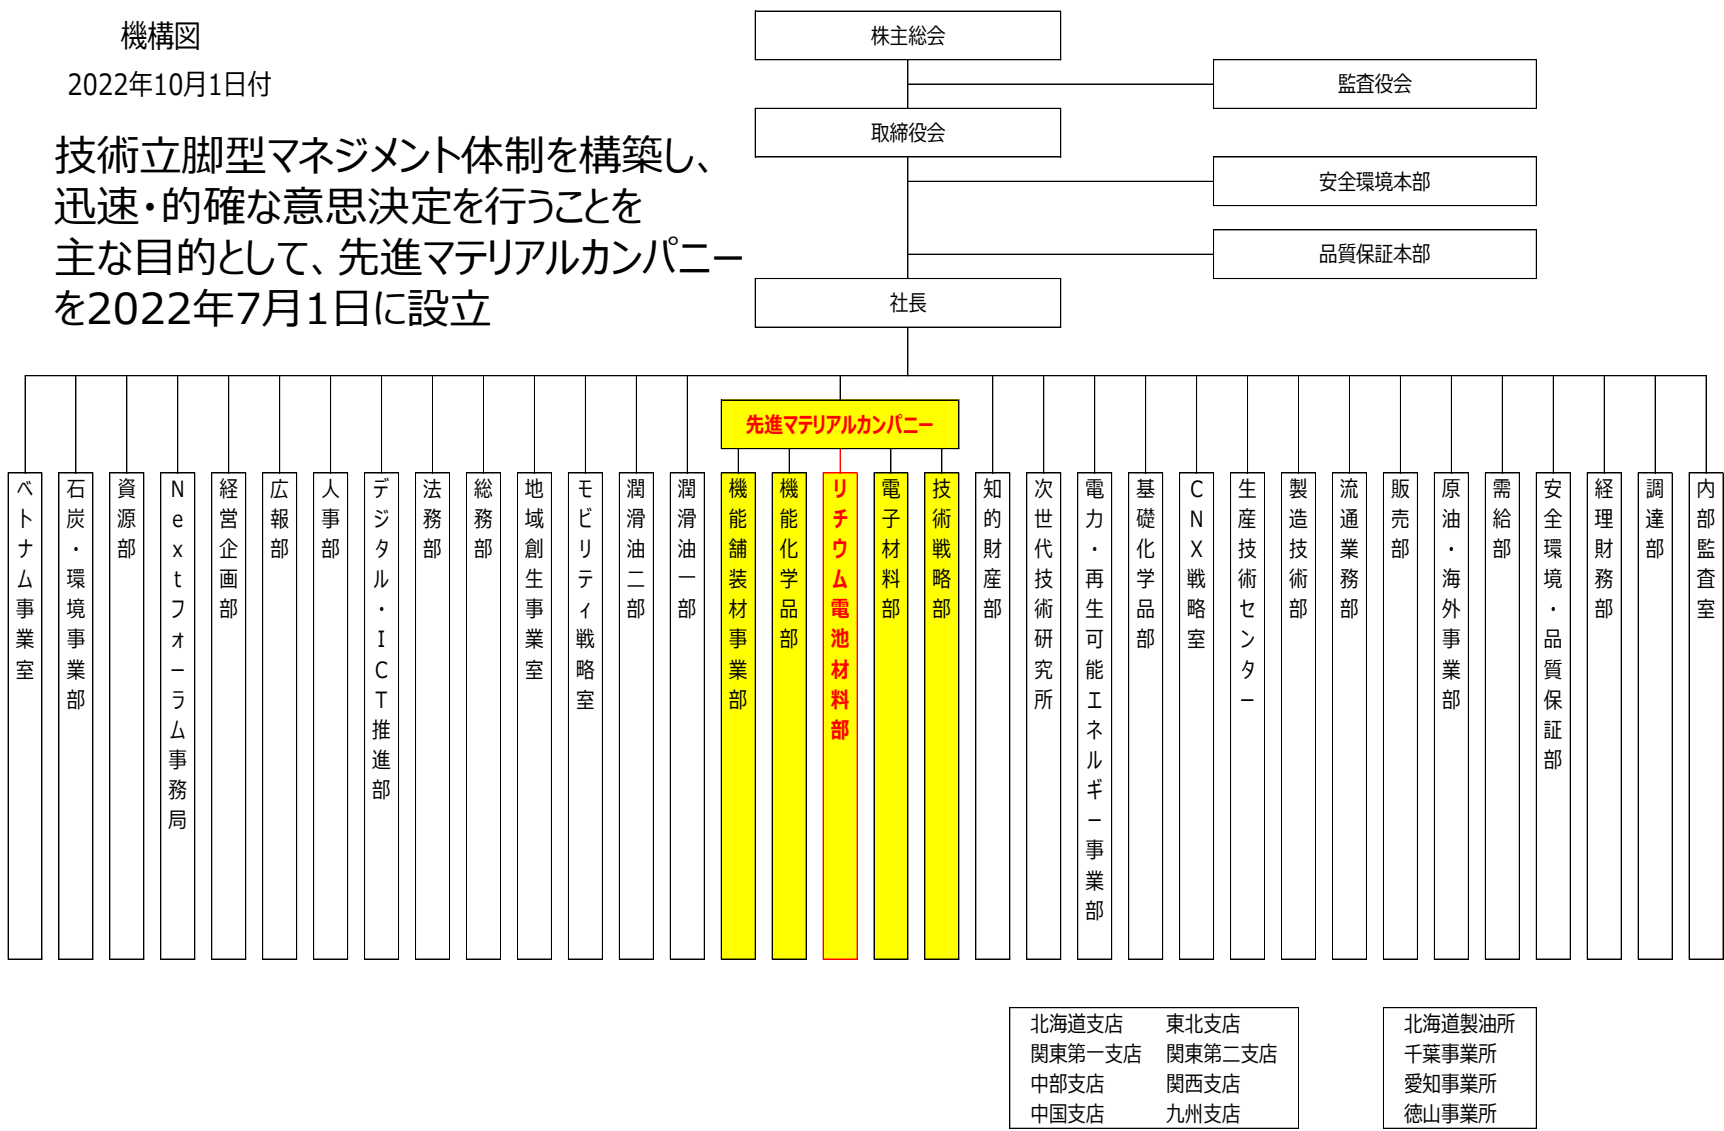 機構図
2022年10月1日付
技術立脚型マネジメント体制を構築し、
迅速・的確な意思決定を行うことを
主な目的として、先進マテリアルカンパニー
を2022年7月1日に設立
株主総会
監査役会
取締役会
安全環境本部
品質保証本部
社長
先進マテリアルカンパニー
ベトナム事業室
石炭・環境事業部
資源部
Nextフォーラム事務局
経営企画部
広報部
人事部
デジタル・ICT推進部
法務部
総務部
地域創生事業室
モビリティ戦略室
潤滑油二部
潤滑油一部
機能舗装材事業部
機能化学品部
リチウム電池材料部
電子材料部
技術戦略部
知的財産部
次世代技術研究所
電力・再生可能エネルギー事業部
基礎化学品部
CNX戦略室
生産技術センター
製造技術部
流通業務部
販売部
原油・海外事業部
需給部
安全環境・品質保証部
経理財務部
調達部
内部監査室
北海道支店 東北支店
関東第一支店 関東第二支店
中部支店 関西支店
中国支店 九州支店
北海道製油所
千葉事業所
愛知事業所
徳山事業所